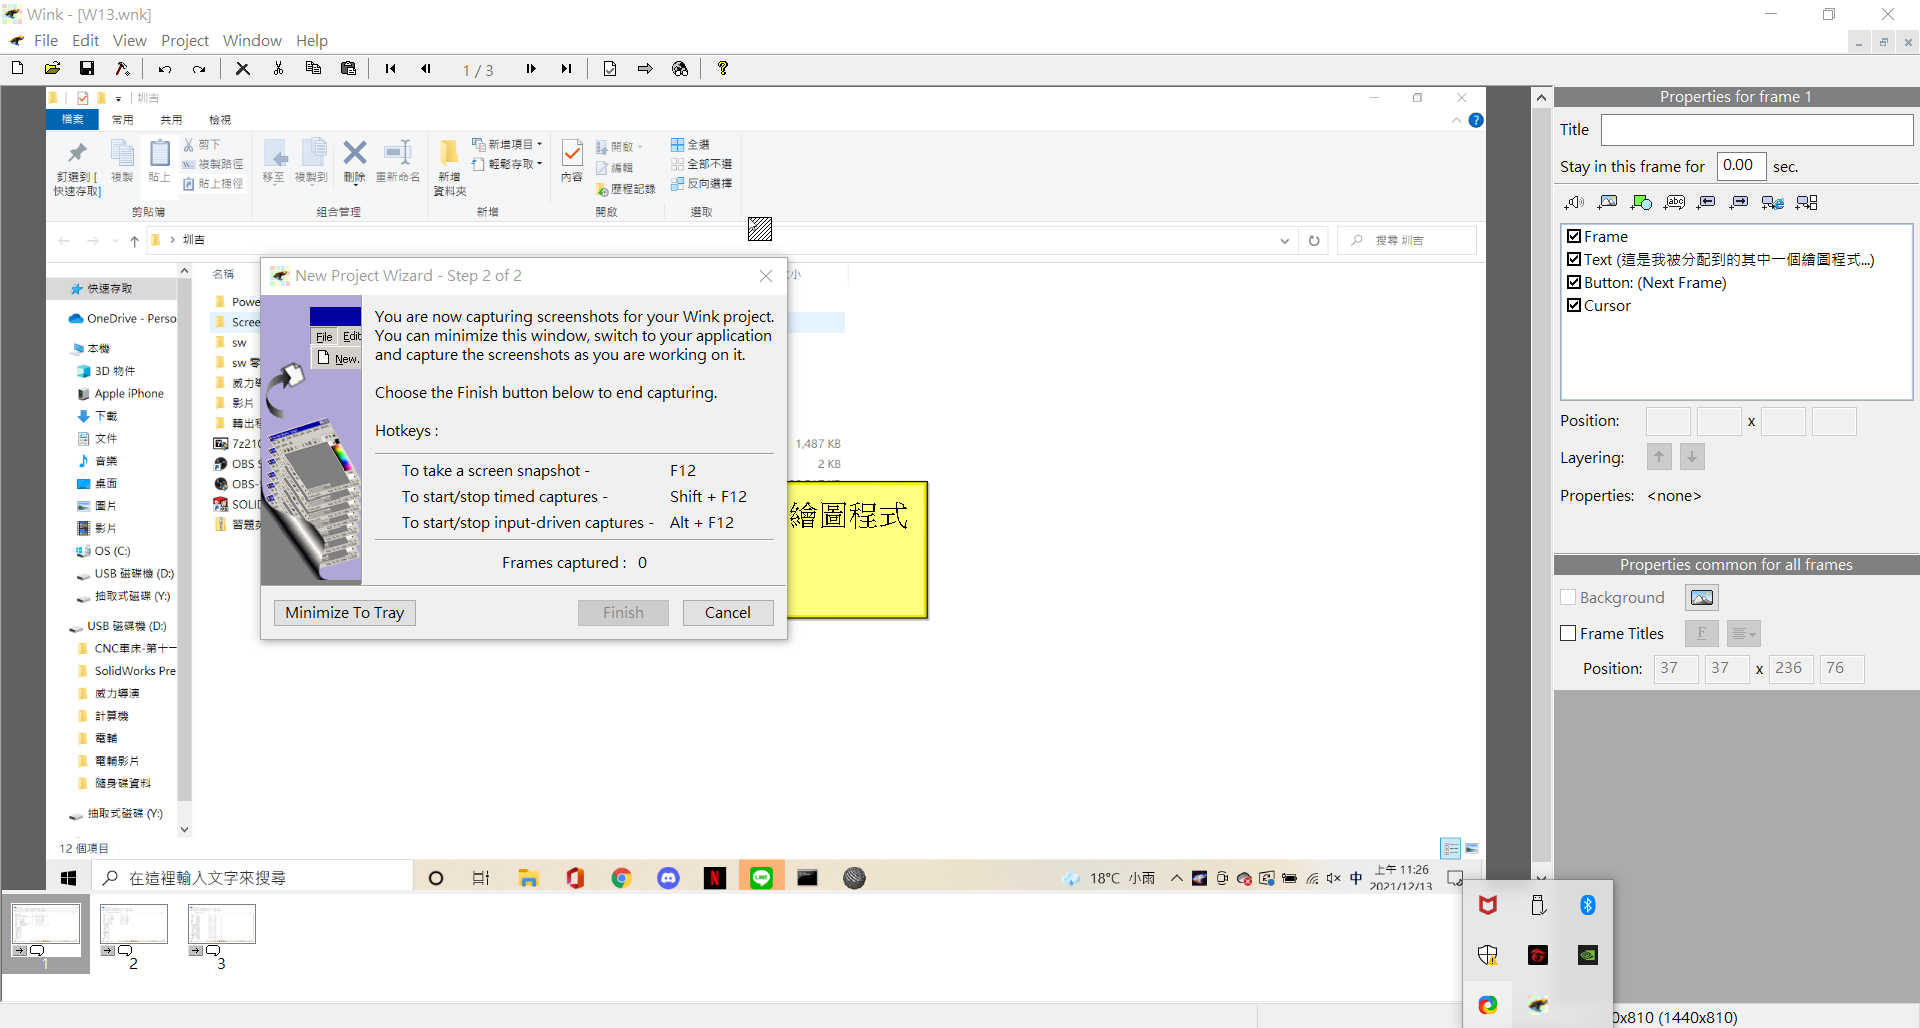 Wink - [W13.wnk]
File Edit View Project Window Help
1 / 3
圳吉
檔案 常用 共用 檢視
釘選到 [快速存取]
複製
貼上
剪下
複製路徑
貼上捷徑
剪貼簿
移至
複製到
刪除
重新命名
組合管理
新增資料夾
新增項目
輕鬆存取
新增
內容
開啟
編輯
歷程記錄
開啟
全選
全部不選
反向選擇
選取
圳吉
搜尋 圳吉
快速存取
OneDrive - Perso
本機
3D 物件
Apple iPhone
下載
文件
音樂
桌面
圖片
影片
OS (C:)
USB 磁碟機 (D:)
抽取式磁碟 (Y:)
USB 磁碟機 (D:)
CNC車床-第十一
SolidWorks Pre
威力導演
計算機
電輔
電輔影片
隨身碟資料
抽取式磁碟 (Y:)
12 個項目
名稱
小
Powe
Scree
sw
sw 零
威力導
影片
轉出程
7z210
OBS S
OBS-
SOLID
習題英
1,487 KB
2 KB
New Project Wizard - Step 2 of 2
File Edit
New.
You are now capturing screenshots for your Wink project.
You can minimize this window, switch to your application
and capture the screenshots as you are working on it.
Choose the Finish button below to end capturing.
Hotkeys :
To take a screen snapshot - F12
To start/stop timed captures - Shift + F12
To start/stop input-driven captures - Alt + F12
Frames captured : 0
Minimize To Tray
Finish
Cancel
繪圖程式
在這裡輸入文字來搜尋
N
LINE
18°C 小雨
中
上午 11:26
2021/12/13
1
2
3
Properties for frame 1
Title
Stay in this frame for 0.00 sec.
Frame
Text (這是我被分配到的其中一個繪圖程式...)
Button: (Next Frame)
Cursor
Position: x
Layering:
Properties: <none>
Properties common for all frames
Background
Frame Titles
F
Position: 37 37 x 236 76
0x810 (1440x810)